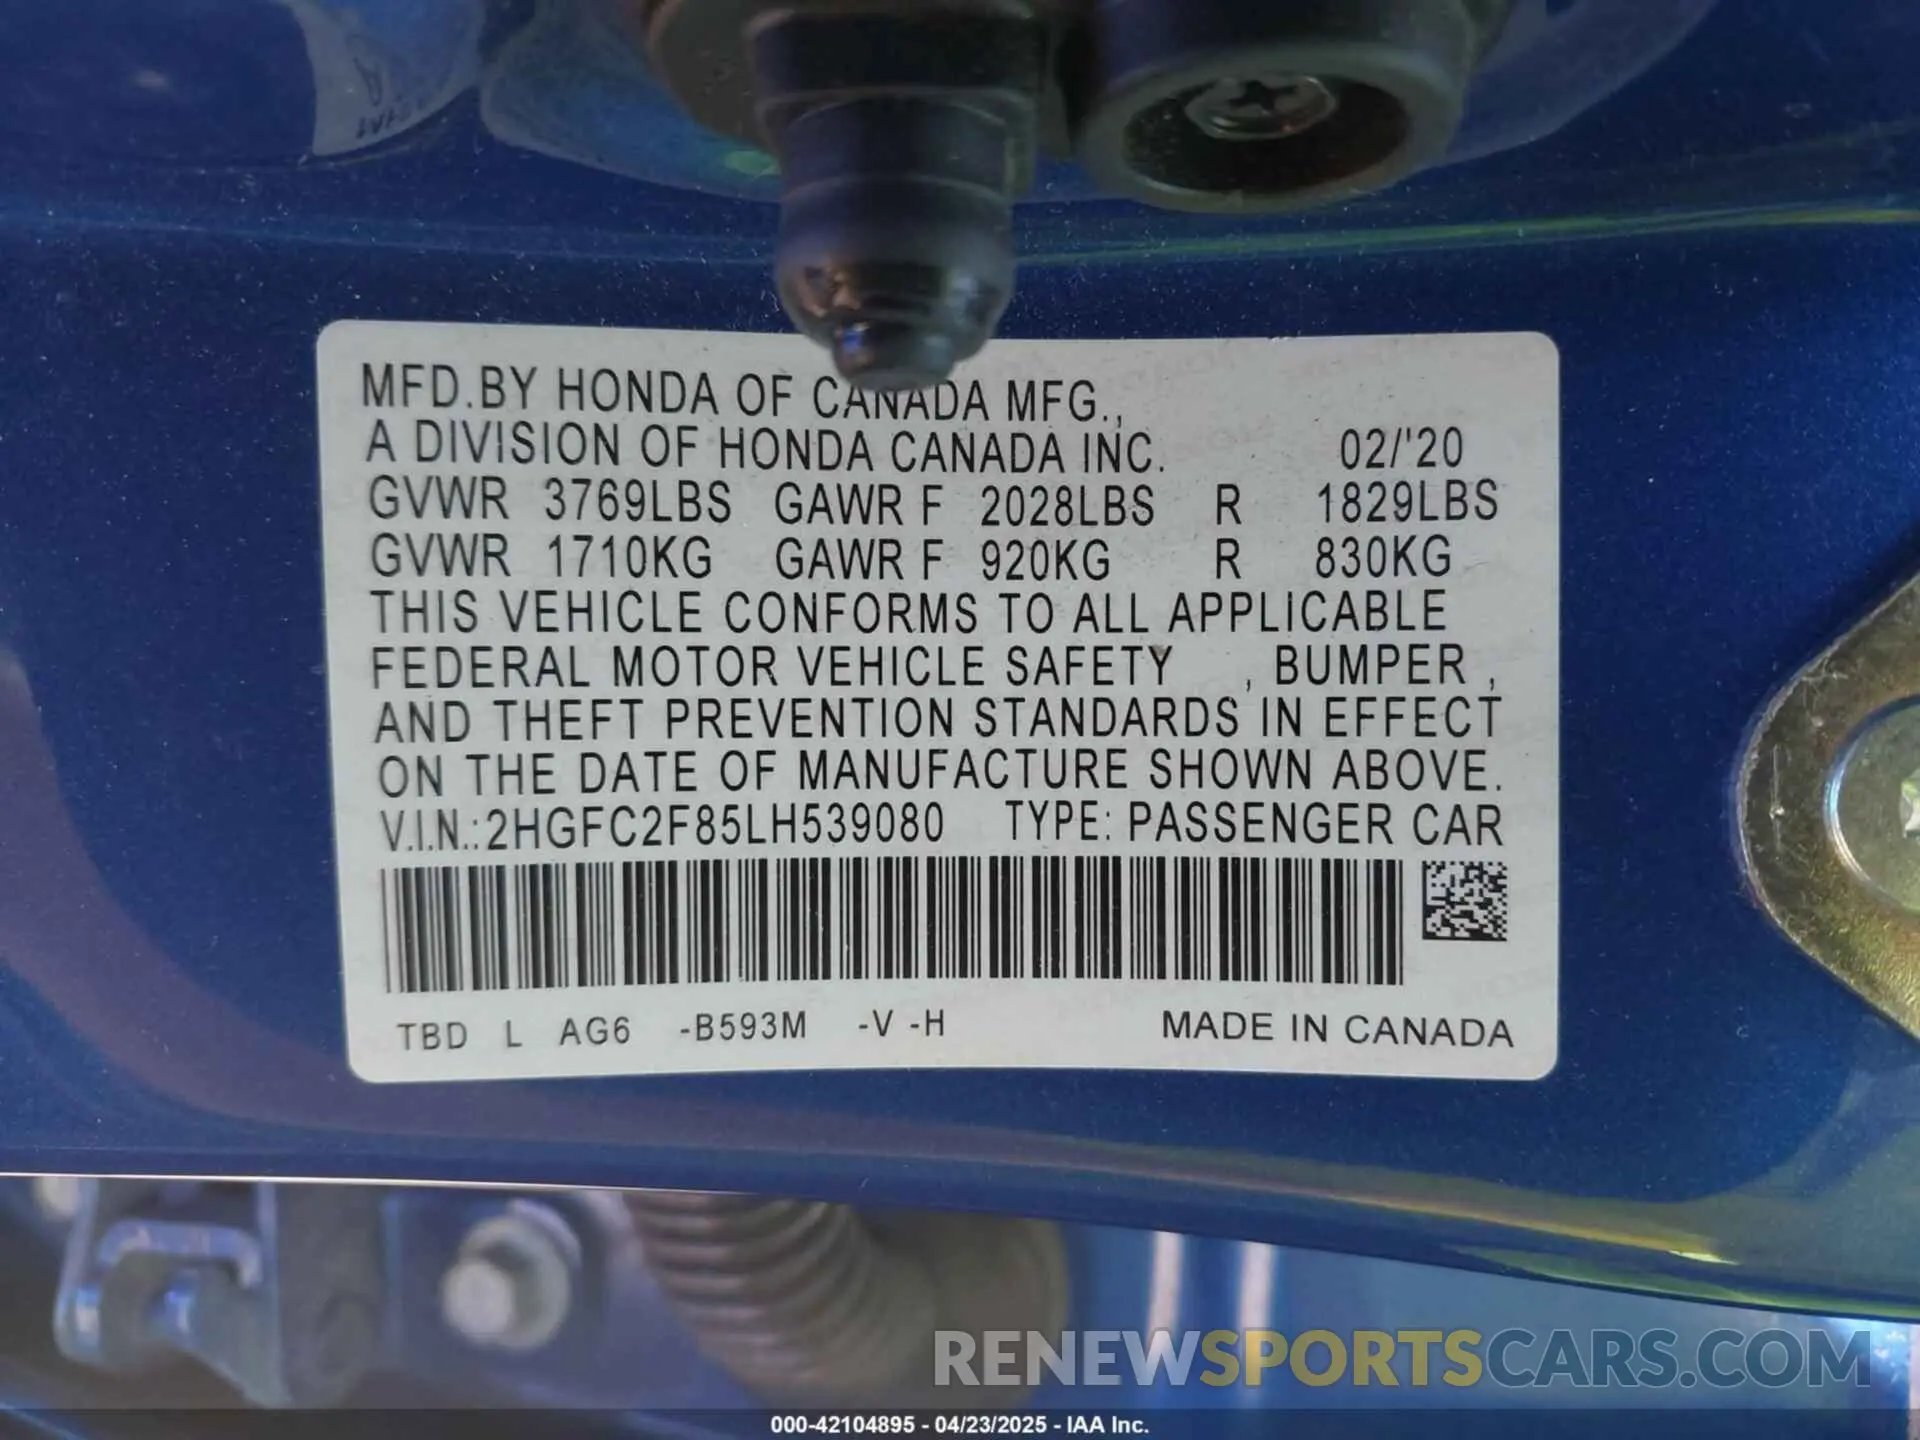 MFD.BY HONDA OF CANADA MFG.,
A DIVISION OF HONDA CANADA INC. 02/'20
GVWR 3769LBS GAWR F 2028LBS R 1829LBS
GVWR 1710KG GAWR F 920KG R 830KG
THIS VEHICLE CONFORMS TO ALL APPLICABLE
FEDERAL MOTOR VEHICLE SAFETY , BUMPER ,
AND THEFT PREVENTION STANDARDS IN EFFECT
ON THE DATE OF MANUFACTURE SHOWN ABOVE.
V.I.N.:2HGFC2F85LH539080 TYPE: PASSENGER CAR
TBD L AG6 -B593M -V -H MADE IN CANADA
RENEWSPORTSCARS.COM
000-42104895 - 04/23/2025 - IAA Inc.